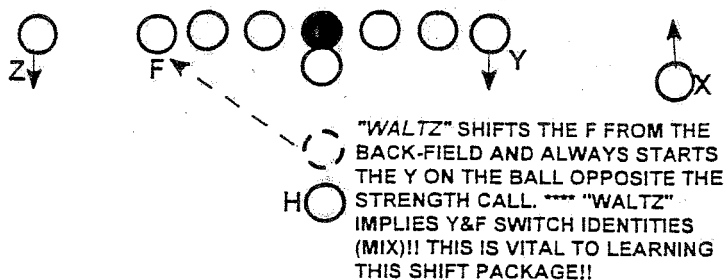 Z
F
Y
X
H
"WALTZ" SHIFTS THE F FROM THE
BACK-FIELD AND ALWAYS STARTS
THE Y ON THE BALL OPPOSITE THE
STRENGTH CALL. **** "WALTZ"
IMPLIES Y&F SWITCH IDENTITIES
(MIX)!! THIS IS VITAL TO LEARNING
THIS SHIFT PACKAGE!!